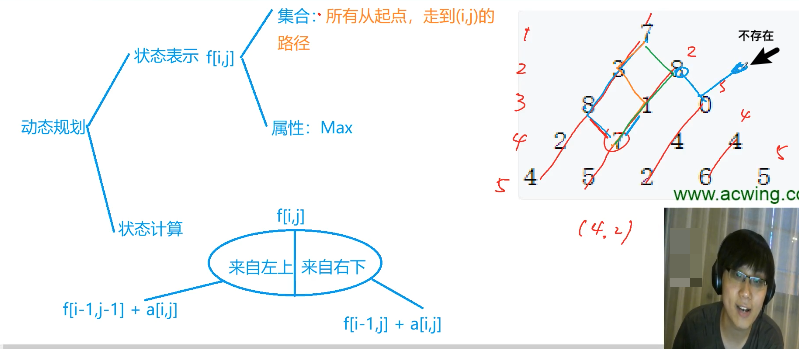 集合：所有从起点，走到(i,j)的
路径
状态表示 f[i,j]
动态规划
属性：Max
状态计算
f[i,j]
来自左上 来自右下
f[i-1,j-1] + a[i,j]
f[i-1,j] + a[i,j]
不存在
1 7
2 3 8 2
3 8 1 0 3
4 2 7 4 4 4
5 4 5 2 6 5 5
www.acwing.co
(4.2)